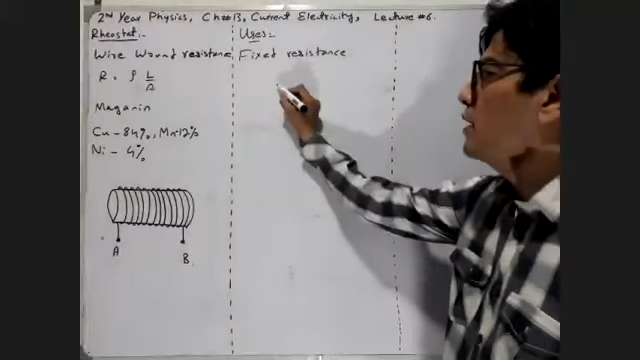 2nd Year Physics, Ch#13, Current Electricity, Lecture #6.
Rheostat:-
Wire Wound resistance
R = ρ L/A
Maganin
Cu - 84%, Mn-12%
Ni - 4%
A
B
Uses:-
Fixed resistance